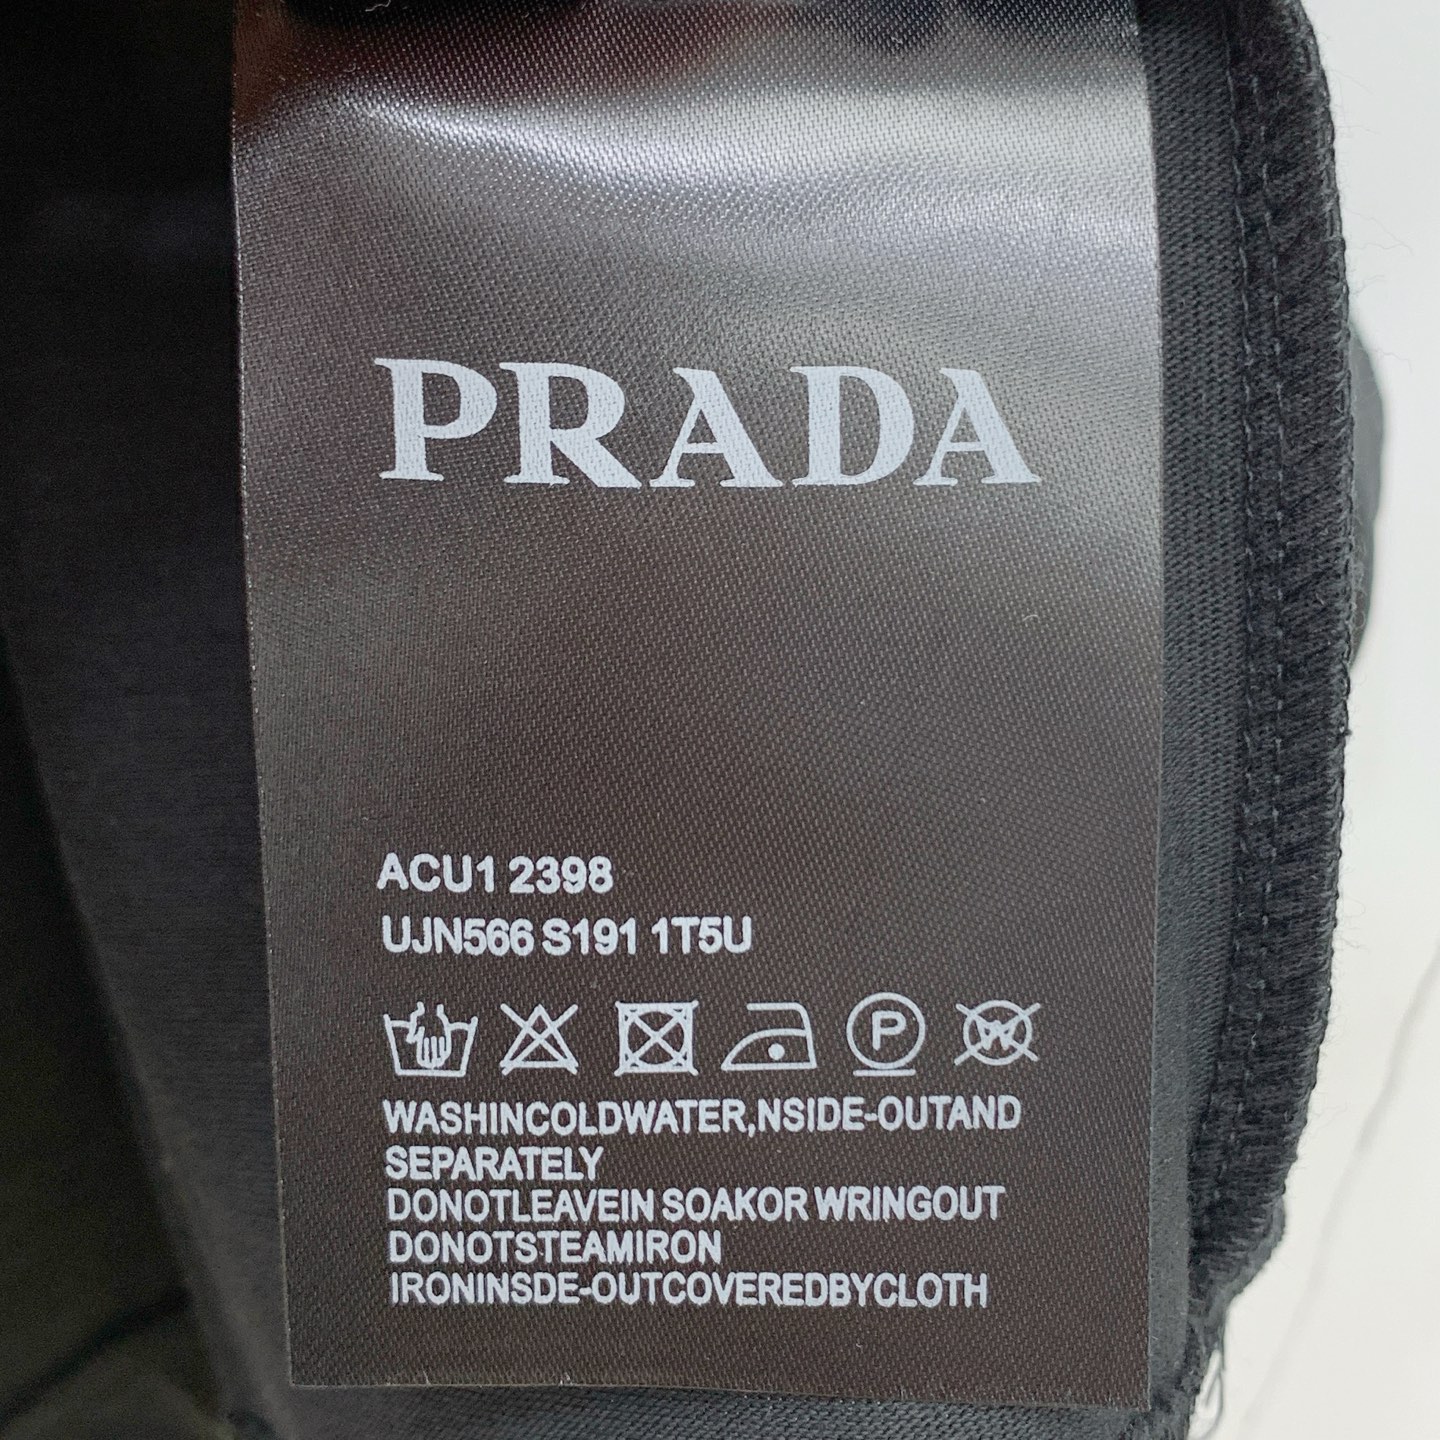 PRADA
ACU1 2398
UJN566 S191 1T5U
P W
WASHINCOLDWATER,NSIDE-OUTAND
SEPARATELY
DONOTLEAVEIN SOAKOR WRINGOUT
DONOTSTEAMIRON
IRONINSDE-OUTCOVEREDBYCLOTH